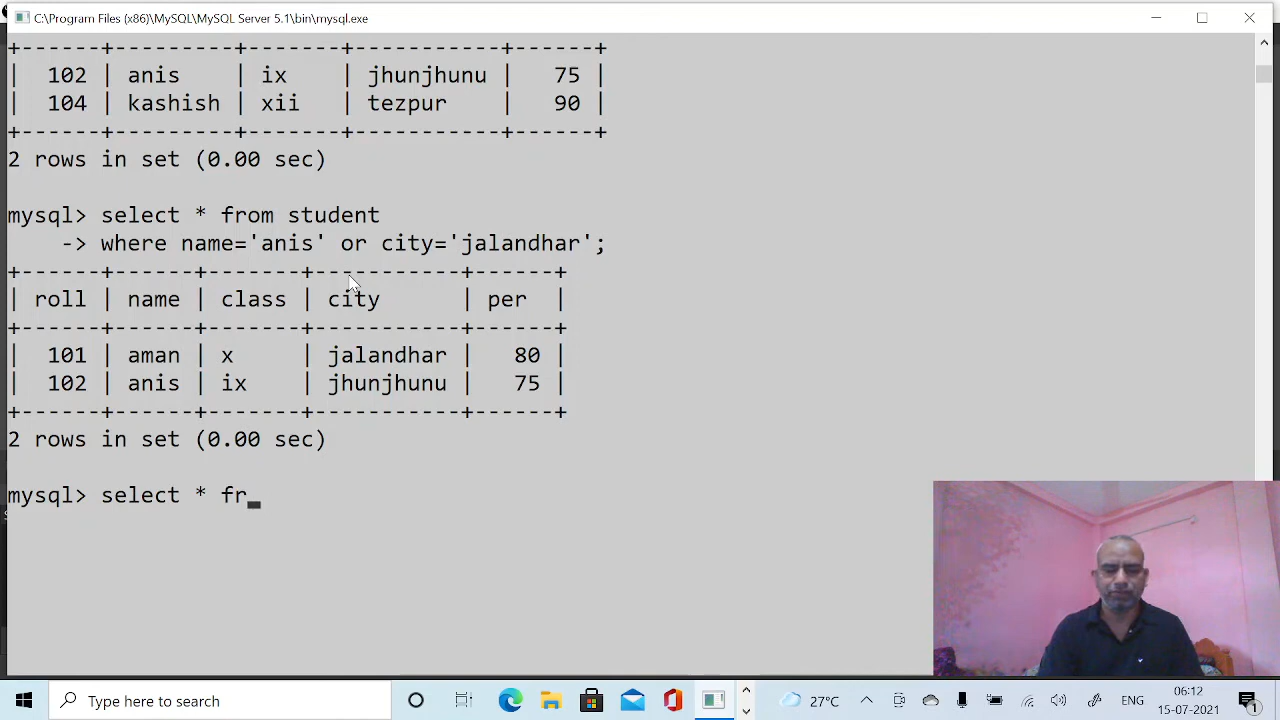 C:\Program Files (x86)\MySQL\MySQL Server 5.1\bin\mysql.exe
+------+---------+-------+-----------+------+
|  102 | anis    | ix    | jhunjhunu |   75 |
|  104 | kashish | xii   | tezpur    |   90 |
+------+---------+-------+-----------+------+
2 rows in set (0.00 sec)
mysql> select * from student
    -> where name='anis' or city='jalandhar';
+------+------+-------+-----------+------+
| roll | name | class | city      | per  |
+------+------+-------+-----------+------+
|  101 | aman | x     | jalandhar |   80 |
|  102 | anis | ix    | jhunjhunu |   75 |
+------+------+-------+-----------+------+
2 rows in set (0.00 sec)
mysql> select * fr_
Type here to search
27°C
ENG
06:12
15-07-2021
1